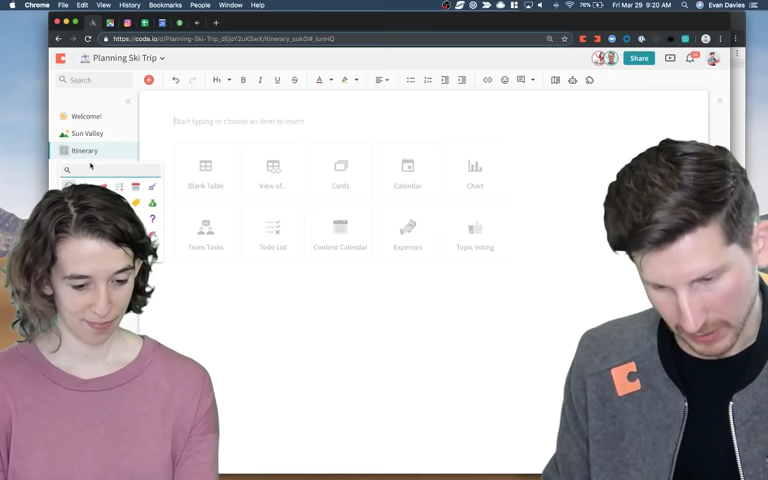 Chrome File Edit View History Bookmarks People Window Help
76% Fri Mar 29 9:20 AM Evan Davies
https://coda.io/d/Planning-Ski-Trip_dEjoY2uKSwX/Itinerary_suk0I#_lunHQ
Planning Ski Trip
Share
Search
H1 B I U S A
Welcome!
Sun Valley
Itinerary
Start typing or choose an item to insert
Blank Table View of... Cards Calendar Chart
Team Tasks Todo List Content Calendar Expenses Topic Voting